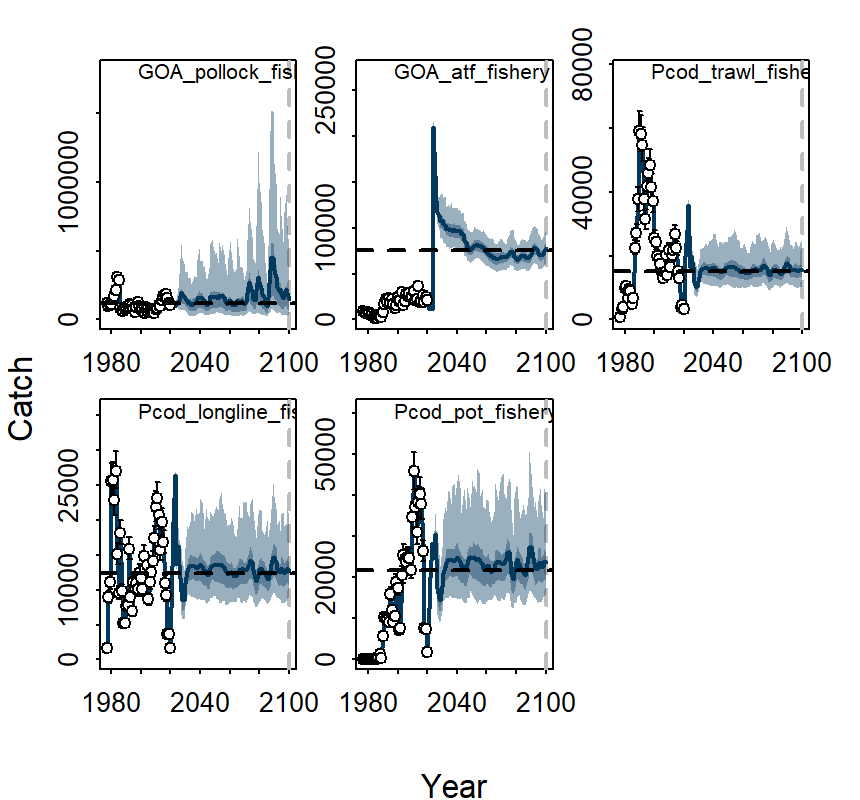 GOA_pollock_fish
GOA_atf_fishery
Pcod_trawl_fishe
0
1000000
0
100000
250000
0
40000
80000
1980 2040 2100
1980 2040 2100
1980 2040 2100
Catch
Pcod_longline_fis
Pcod_pot_fishery
0
10000
25000
0
20000
50000
1980 2040 2100
1980 2040 2100
Year